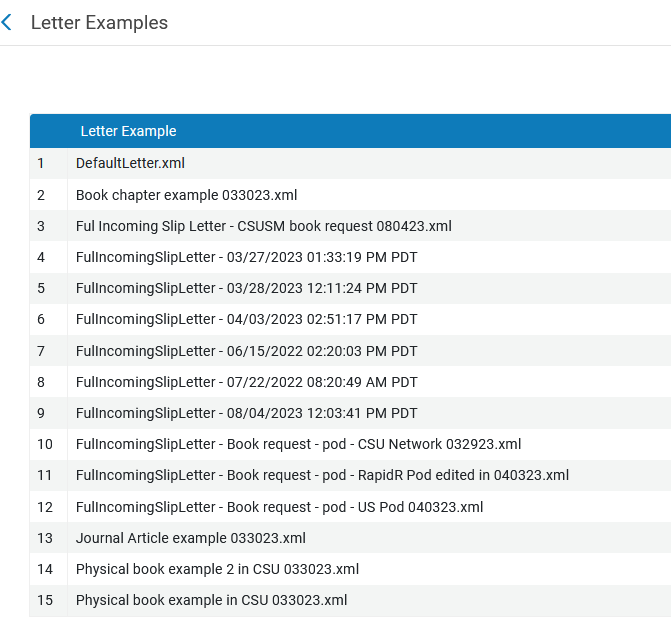 Letter Examples
Letter Example
1 DefaultLetter.xml
2 Book chapter example 033023.xml
3 Ful Incoming Slip Letter - CSUSM book request 080423.xml
4 FulIncomingSlipLetter - 03/27/2023 01:33:19 PM PDT
5 FulIncomingSlipLetter - 03/28/2023 12:11:24 PM PDT
6 FulIncomingSlipLetter - 04/03/2023 02:51:17 PM PDT
7 FulIncomingSlipLetter - 06/15/2022 02:20:03 PM PDT
8 FulIncomingSlipLetter - 07/22/2022 08:20:49 AM PDT
9 FulIncomingSlipLetter - 08/04/2023 12:03:41 PM PDT
10 FulIncomingSlipLetter - Book request - pod - CSU Network 032923.xml
11 FulIncomingSlipLetter - Book request - pod - RapidR Pod edited in 040323.xml
12 FulIncomingSlipLetter - Book request - pod - US Pod 040323.xml
13 Journal Article example 033023.xml
14 Physical book example 2 in CSU 033023.xml
15 Physical book example in CSU 033023.xml